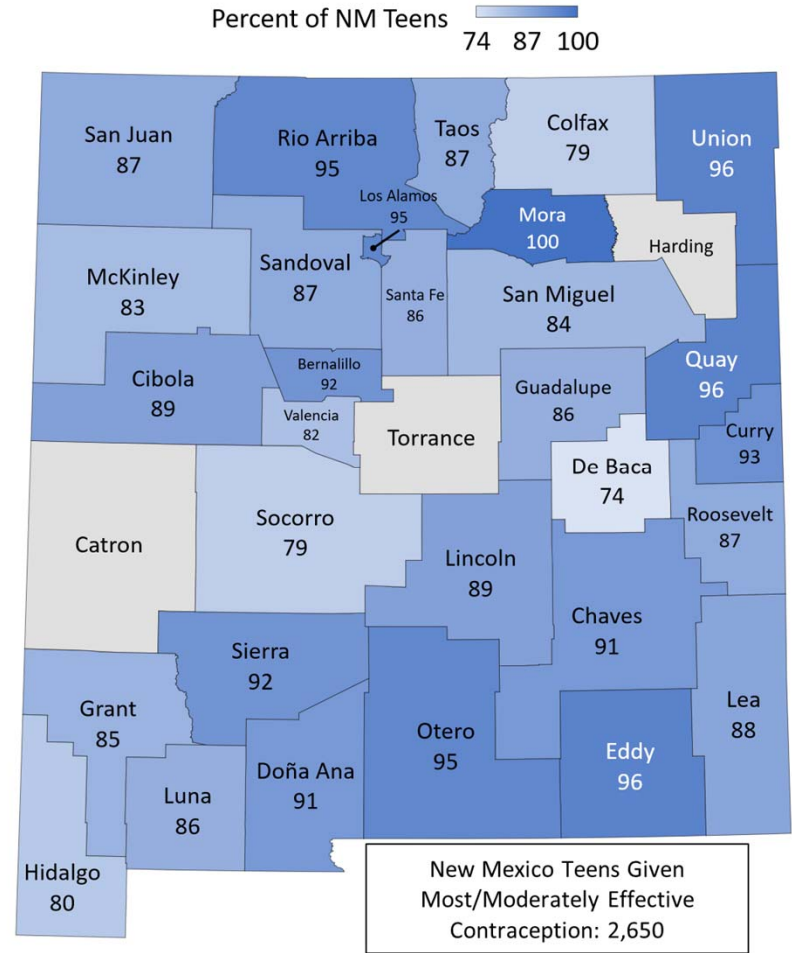 Percent of NM Teens
74 87 100
San Juan
87
Rio Arriba
95
Taos
87
Colfax
79
Union
96
Los Alamos
95
Mora
100
Harding
McKinley
83
Sandoval
87
Santa Fe
86
San Miguel
84
Quay
96
Cibola
89
Bernalillo
92
Valencia
82
Torrance
Guadalupe
86
Curry
93
De Baca
74
Roosevelt
87
Catron
Socorro
79
Lincoln
89
Chaves
91
Sierra
92
Grant
85
Lea
88
Otero
95
Eddy
96
Doña Ana
91
Luna
86
Hidalgo
80
New Mexico Teens Given
Most/Moderately Effective
Contraception: 2,650